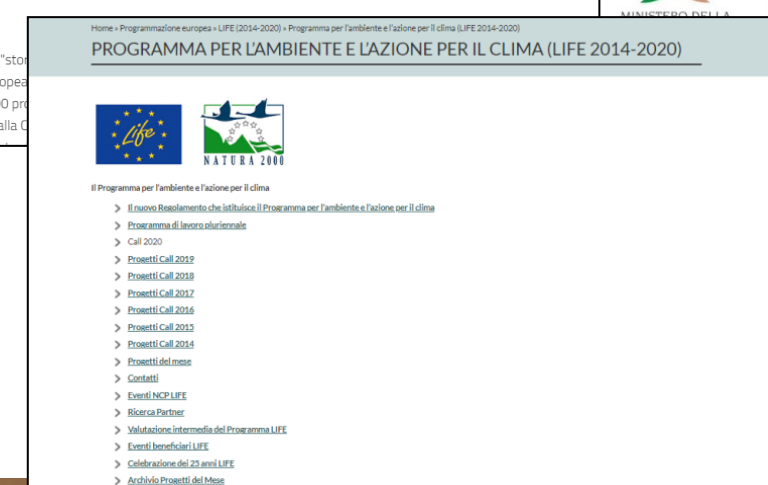 MINISTERO DELLA
"stor
opea
0 pro
alla C
Home » Programmazione europea » LIFE (2014-2020) » Programma per l'ambiente e l'azione per il clima (LIFE 2014-2020)
PROGRAMMA PER L'AMBIENTE E L'AZIONE PER IL CLIMA (LIFE 2014-2020)
Life
NATURA 2000
Il Programma per l'ambiente e l'azione per il clima
Il nuovo Regolamento che istituisce il Programma per l'ambiente e l'azione per il clima
Programma di lavoro pluriennale
Call 2020
Progetti Call 2019
Progetti Call 2018
Progetti Call 2017
Progetti Call 2016
Progetti Call 2015
Progetti Call 2014
Progetti del mese
Contatti
Eventi NCP LIFE
Ricerca Partner
Valutazione intermedia del Programma LIFE
Eventi beneficiari LIFE
Celebrazione dei 25 anni LIFE
Archivio Progetti del Mese